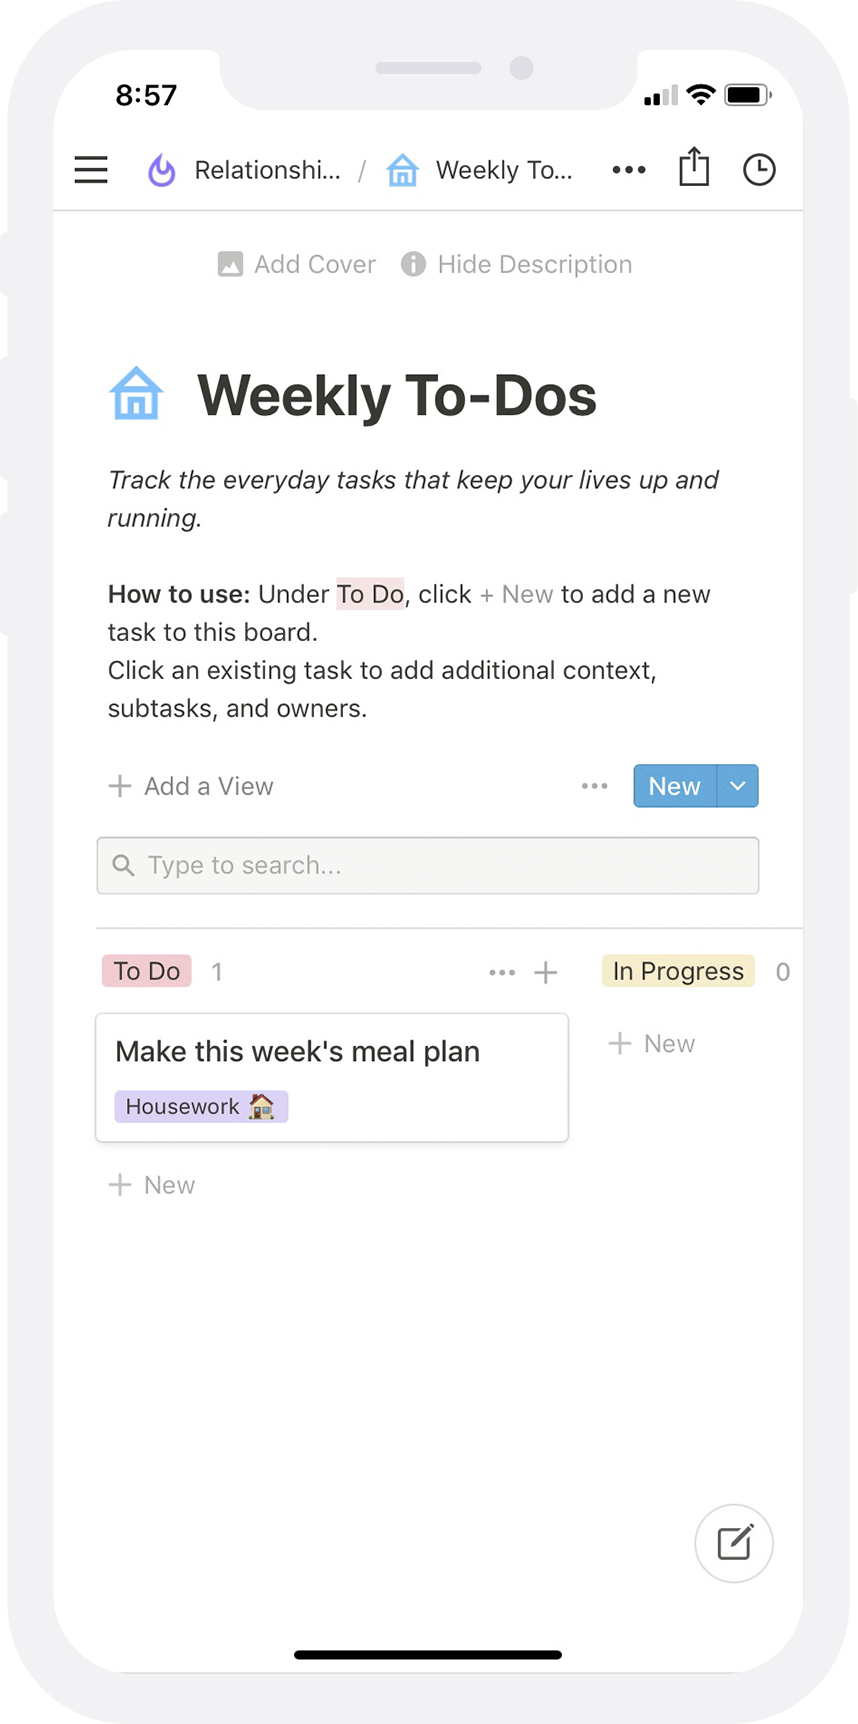 8:57
Relationshi... / Weekly To...
Add Cover Hide Description
Weekly To-Dos
Track the everyday tasks that keep your lives up and
running.
How to use: Under To Do, click + New to add a new
task to this board.
Click an existing task to add additional context,
subtasks, and owners.
+ Add a View ... New
Type to search...
To Do 1 ... + In Progress 0
Make this week's meal plan
+ New
Housework
+ New